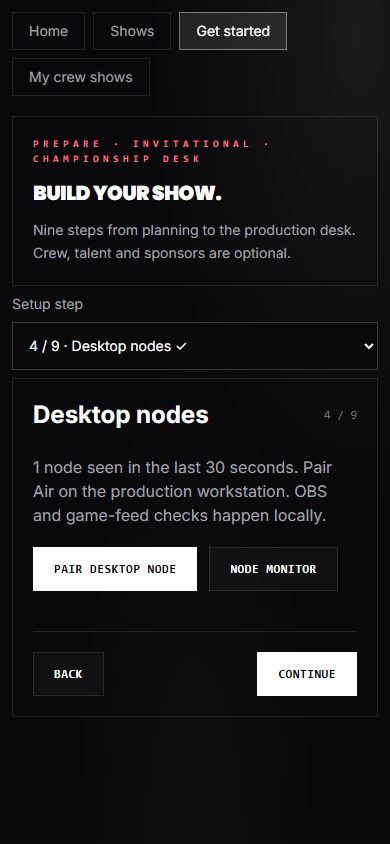 Home
Shows
Get started
My crew shows
PREPARE · INVITATIONAL ·
CHAMPIONSHIP DESK
BUILD YOUR SHOW.
Nine steps from planning to the production desk.
Crew, talent and sponsors are optional.
Setup step
4 / 9 · Desktop nodes ✓
Desktop nodes
4 / 9
1 node seen in the last 30 seconds. Pair
Air on the production workstation. OBS
and game-feed checks happen locally.
PAIR DESKTOP NODE
NODE MONITOR
BACK
CONTINUE